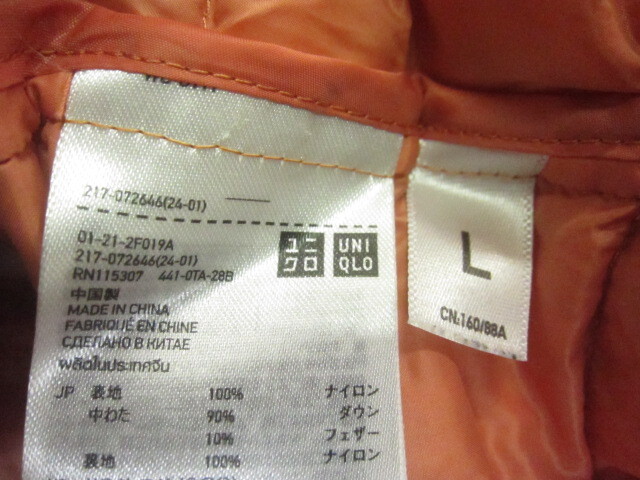 217-072646(24-01)
01-21-2F019A
217-072646(24-01)
RN115307 441-0TA-28B
中国製
MADE IN CHINA
FABRIQUÉ EN CHINE
СДЕЛАНО В КИТАЕ
ผลิตในประเทศจีน
ユニクロ
UNIQLO
JP 表地 100% ナイロン
中わた 90% ダウン
10% フェザー
裏地 100% ナイロン
L
CN:160/88A